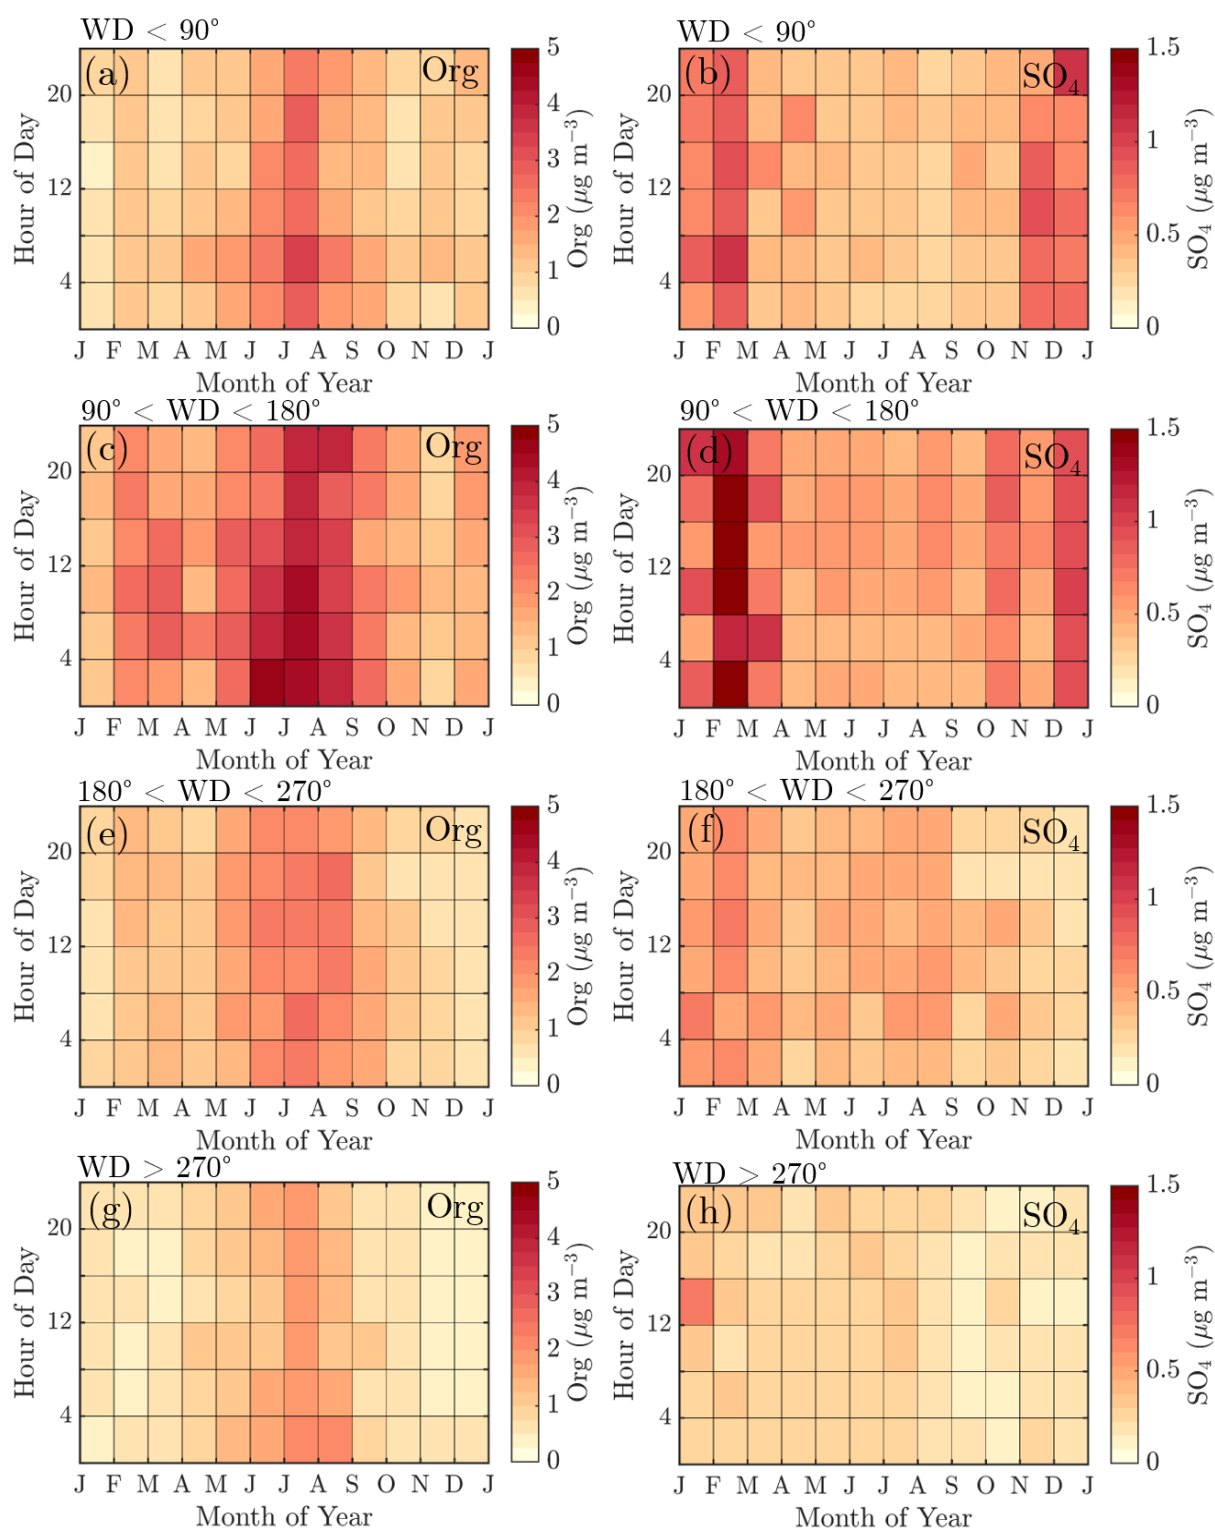 WD < 90°
WD < 90°
(a) Org
(b) SO4
20
12
4
Hour of Day
J F M A M J J A S O N D J
Month of Year
5
4
3
2
1
0
Org (μg m−3)
20
12
4
Hour of Day
J F M A M J J A S O N D J
Month of Year
1.5
1
0.5
0
SO4 (μg m−3)
90° < WD < 180°
90° < WD < 180°
(c) Org
(d) SO4
20
12
4
Hour of Day
J F M A M J J A S O N D J
Month of Year
5
4
3
2
1
0
Org (μg m−3)
20
12
4
Hour of Day
J F M A M J J A S O N D J
Month of Year
1.5
1
0.5
0
SO4 (μg m−3)
180° < WD < 270°
180° < WD < 270°
(e) Org
(f) SO4
20
12
4
Hour of Day
J F M A M J J A S O N D J
Month of Year
5
4
3
2
1
0
Org (μg m−3)
20
12
4
Hour of Day
J F M A M J J A S O N D J
Month of Year
1.5
1
0.5
0
SO4 (μg m−3)
WD > 270°
WD > 270°
(g) Org
(h) SO4
20
12
4
Hour of Day
J F M A M J J A S O N D J
Month of Year
5
4
3
2
1
0
Org (μg m−3)
20
12
4
Hour of Day
J F M A M J J A S O N D J
Month of Year
1.5
1
0.5
0
SO4 (μg m−3)